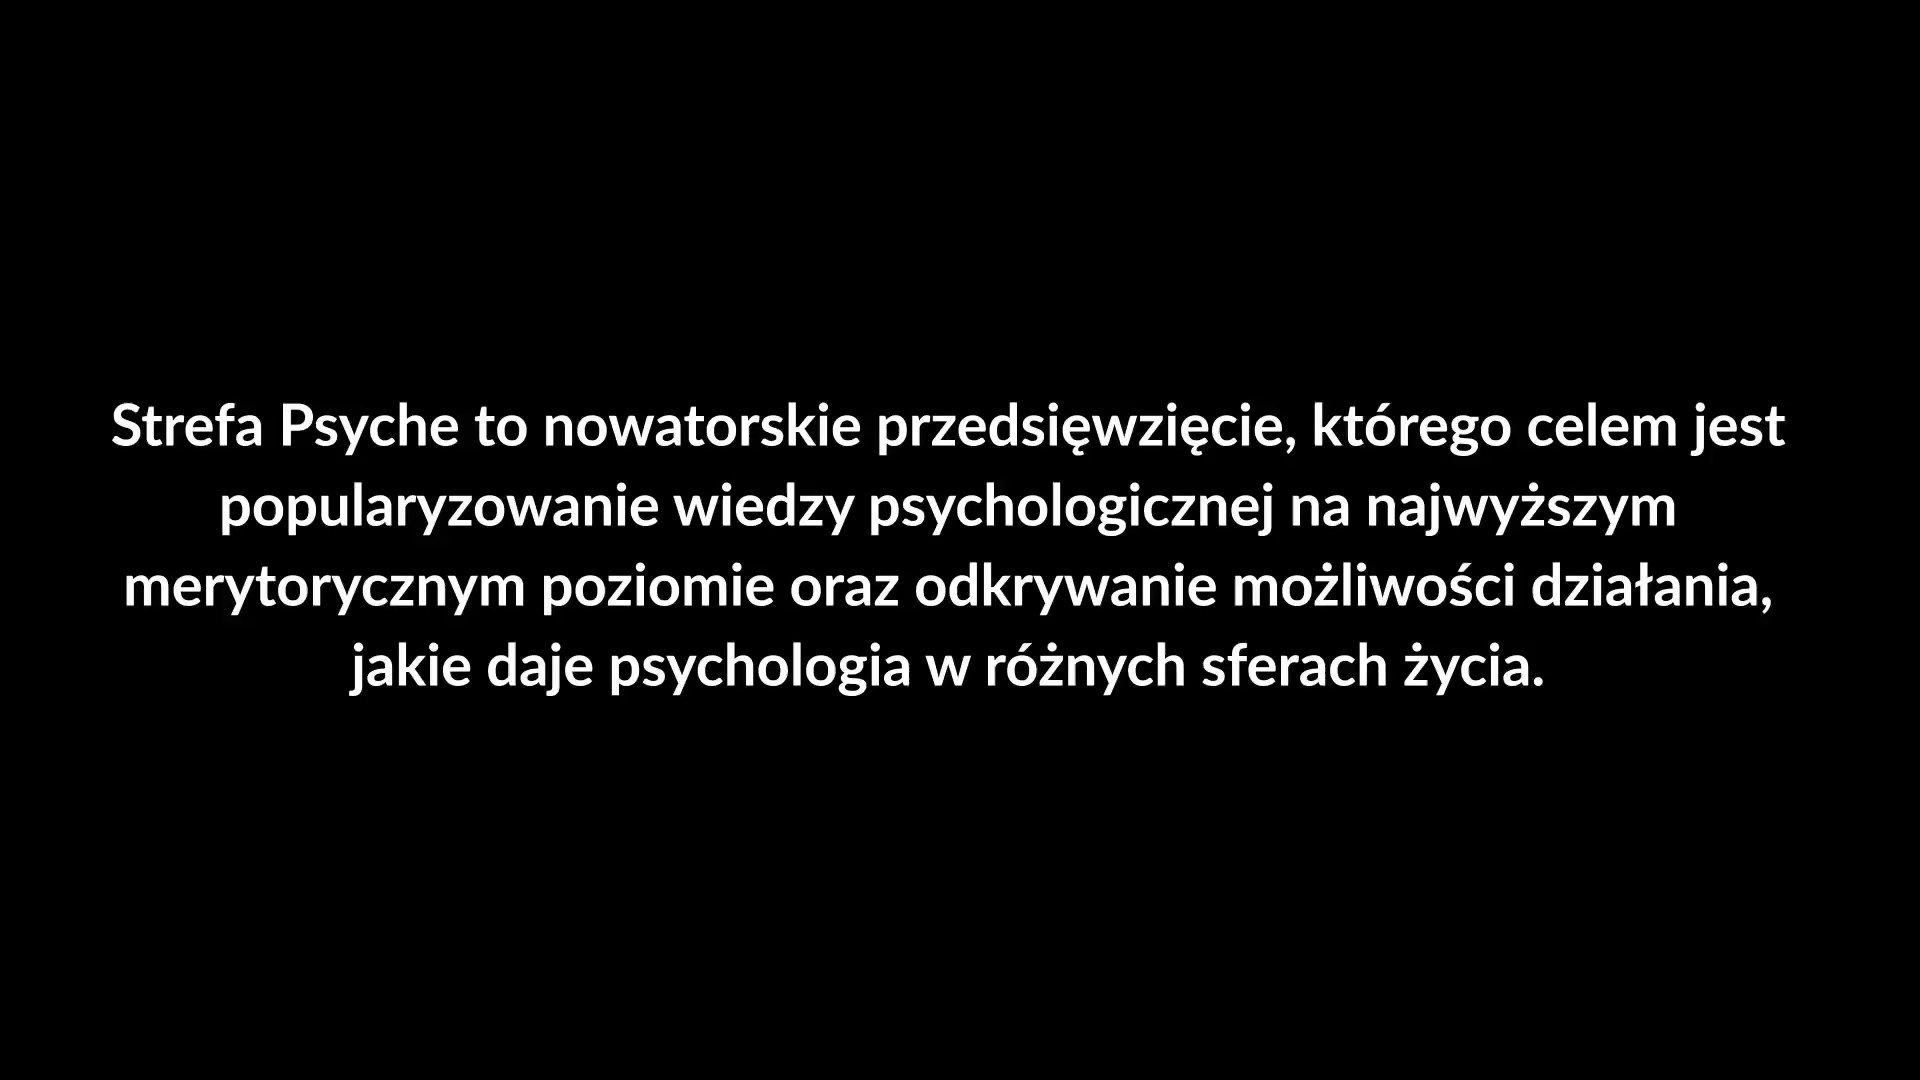 Strefa Psyche to nowatorskie przedsięwzięcie, którego celem jest
popularyzowanie wiedzy psychologicznej na najwyższym
merytorycznym poziomie oraz odkrywanie możliwości działania,
jakie daje psychologia w różnych sferach życia.